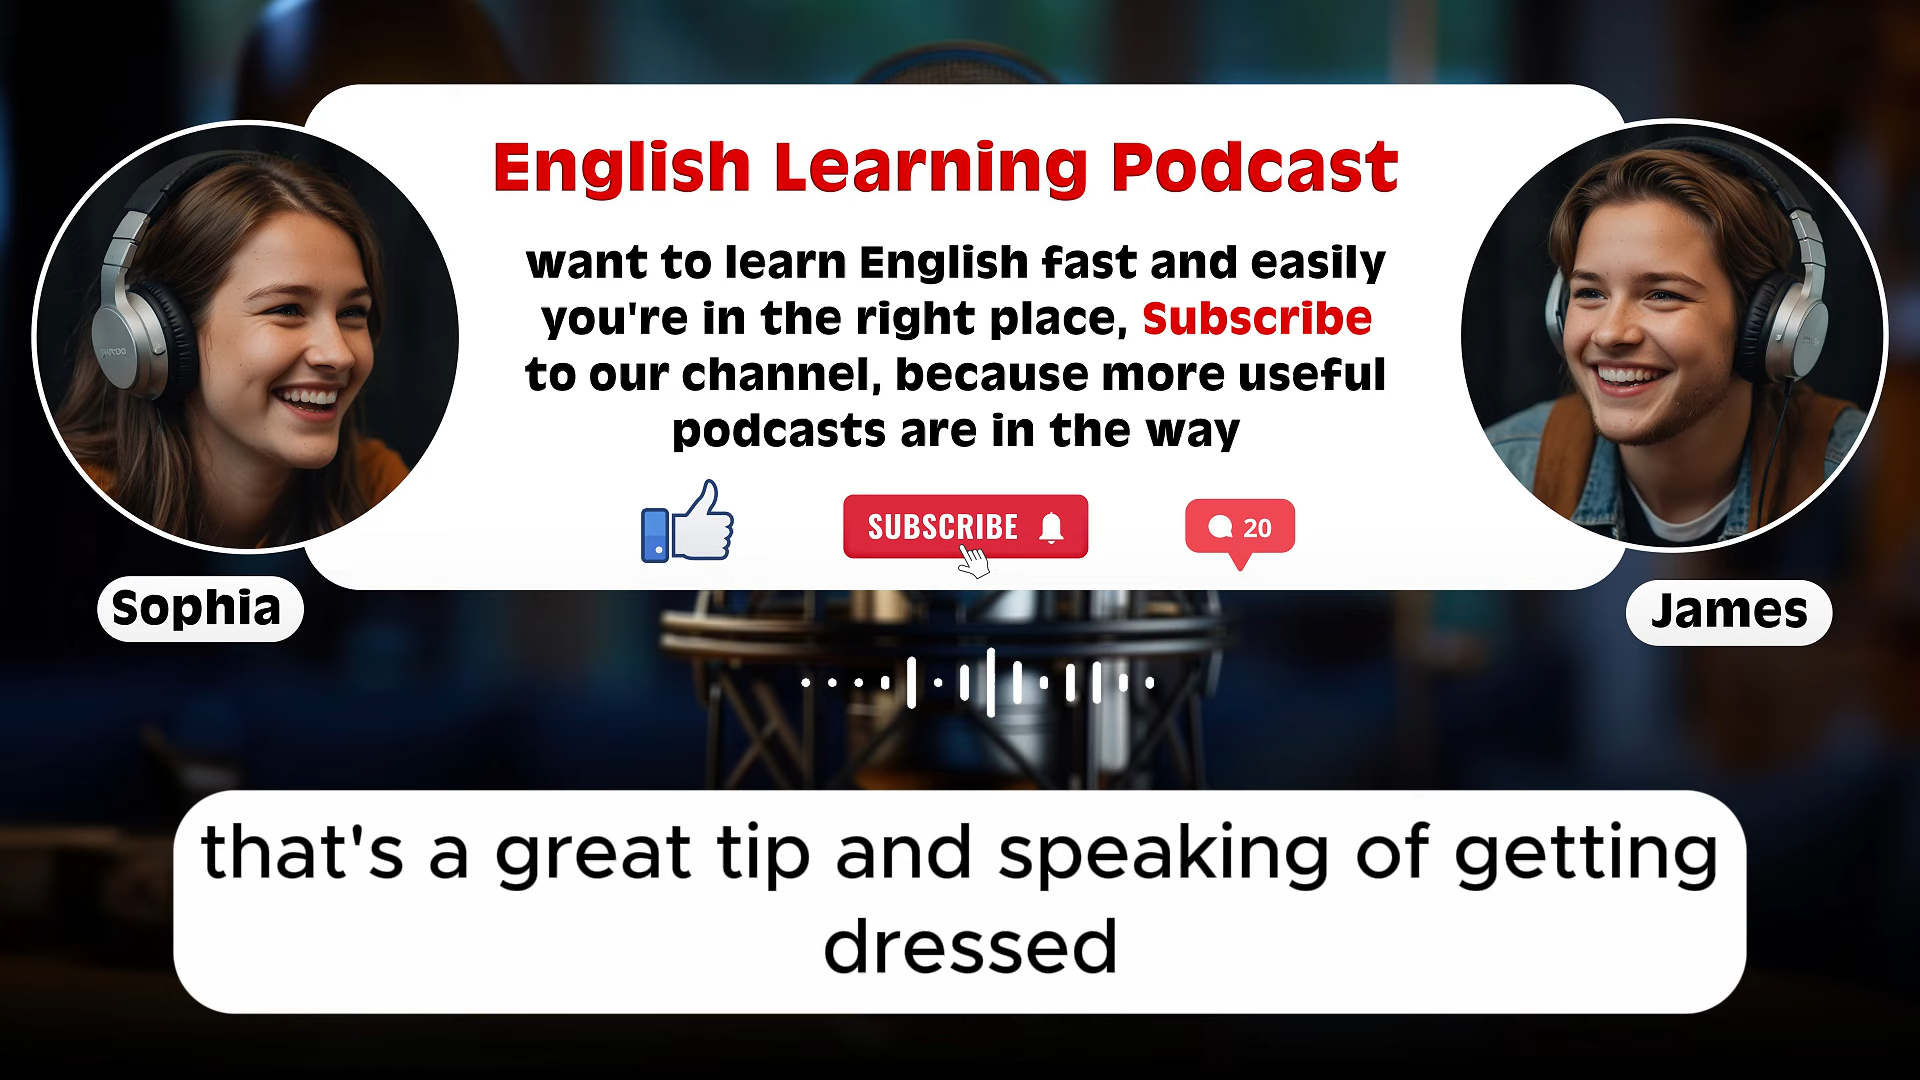 English Learning Podcast
want to learn English fast and easily
you're in the right place, Subscribe
to our channel, because more useful
podcasts are in the way
SUBSCRIBE
20
Sophia
James
that's a great tip and speaking of getting
dressed